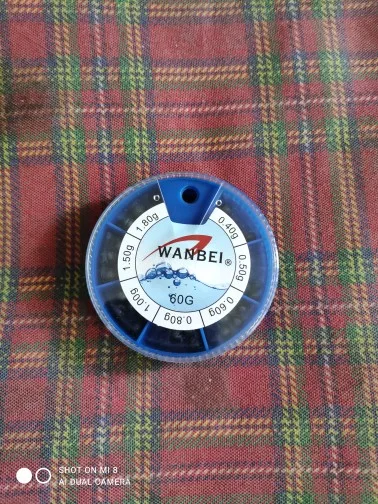 WANBEI®
60G
0.40g
0.50g
0.60g
0.80g
1.00g
1.50g
1.80g
SHOT ON MI 8
AI DUAL CAMERA